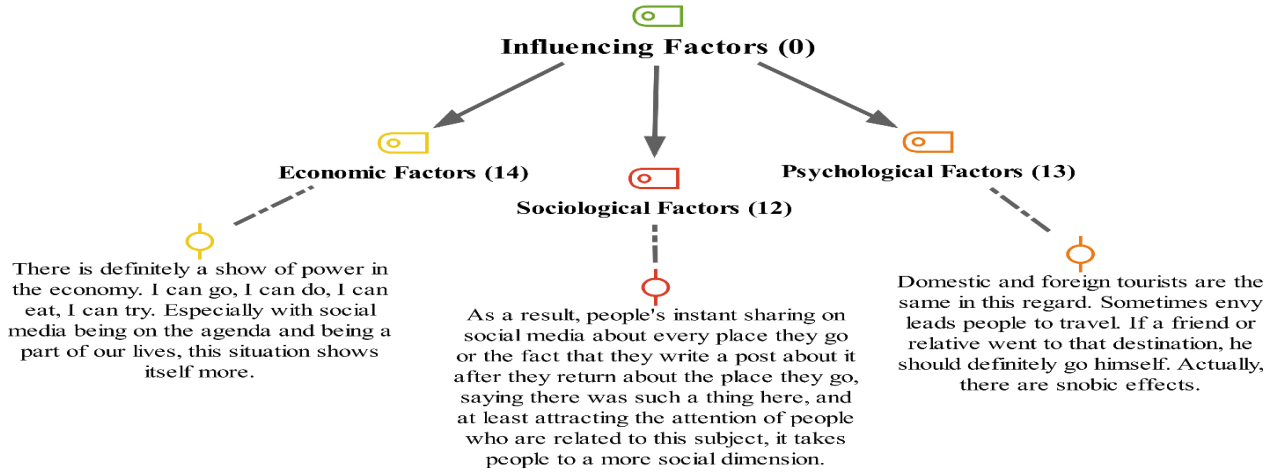 Influencing Factors (0)
Economic Factors (14)
There is definitely a show of power in
the economy. I can go, I can do, I can
eat, I can try. Especially with social
media being on the agenda and being a
part of our lives, this situation shows
itself more.
Sociological Factors (12)
As a result, people's instant sharing on
social media about every place they go
or the fact that they write a post about it
after they return about the place they go,
saying there was such a thing here, and
at least attracting the attention of people
who are related to this subject, it takes
people to a more social dimension.
Psychological Factors (13)
Domestic and foreign tourists are the
same in this regard. Sometimes envy
leads people to travel. If a friend or
relative went to that destination, he
should definitely go himself. Actually,
there are snobic effects.